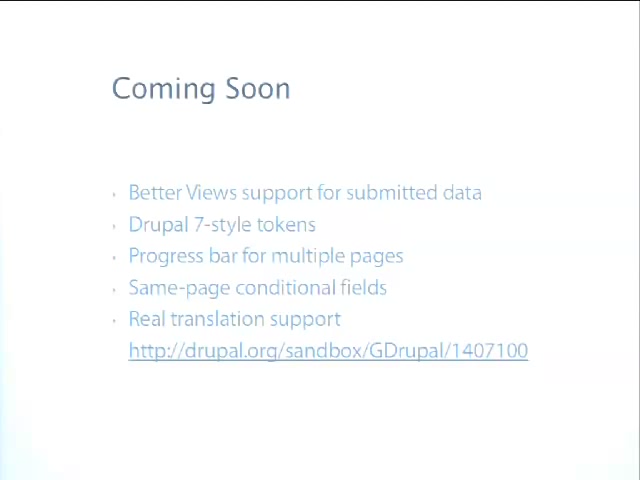 Coming Soon
Better Views support for submitted data
Drupal 7-style tokens
Progress bar for multiple pages
Same-page conditional fields
Real translation support
http://drupal.org/sandbox/GDrupal/1407100